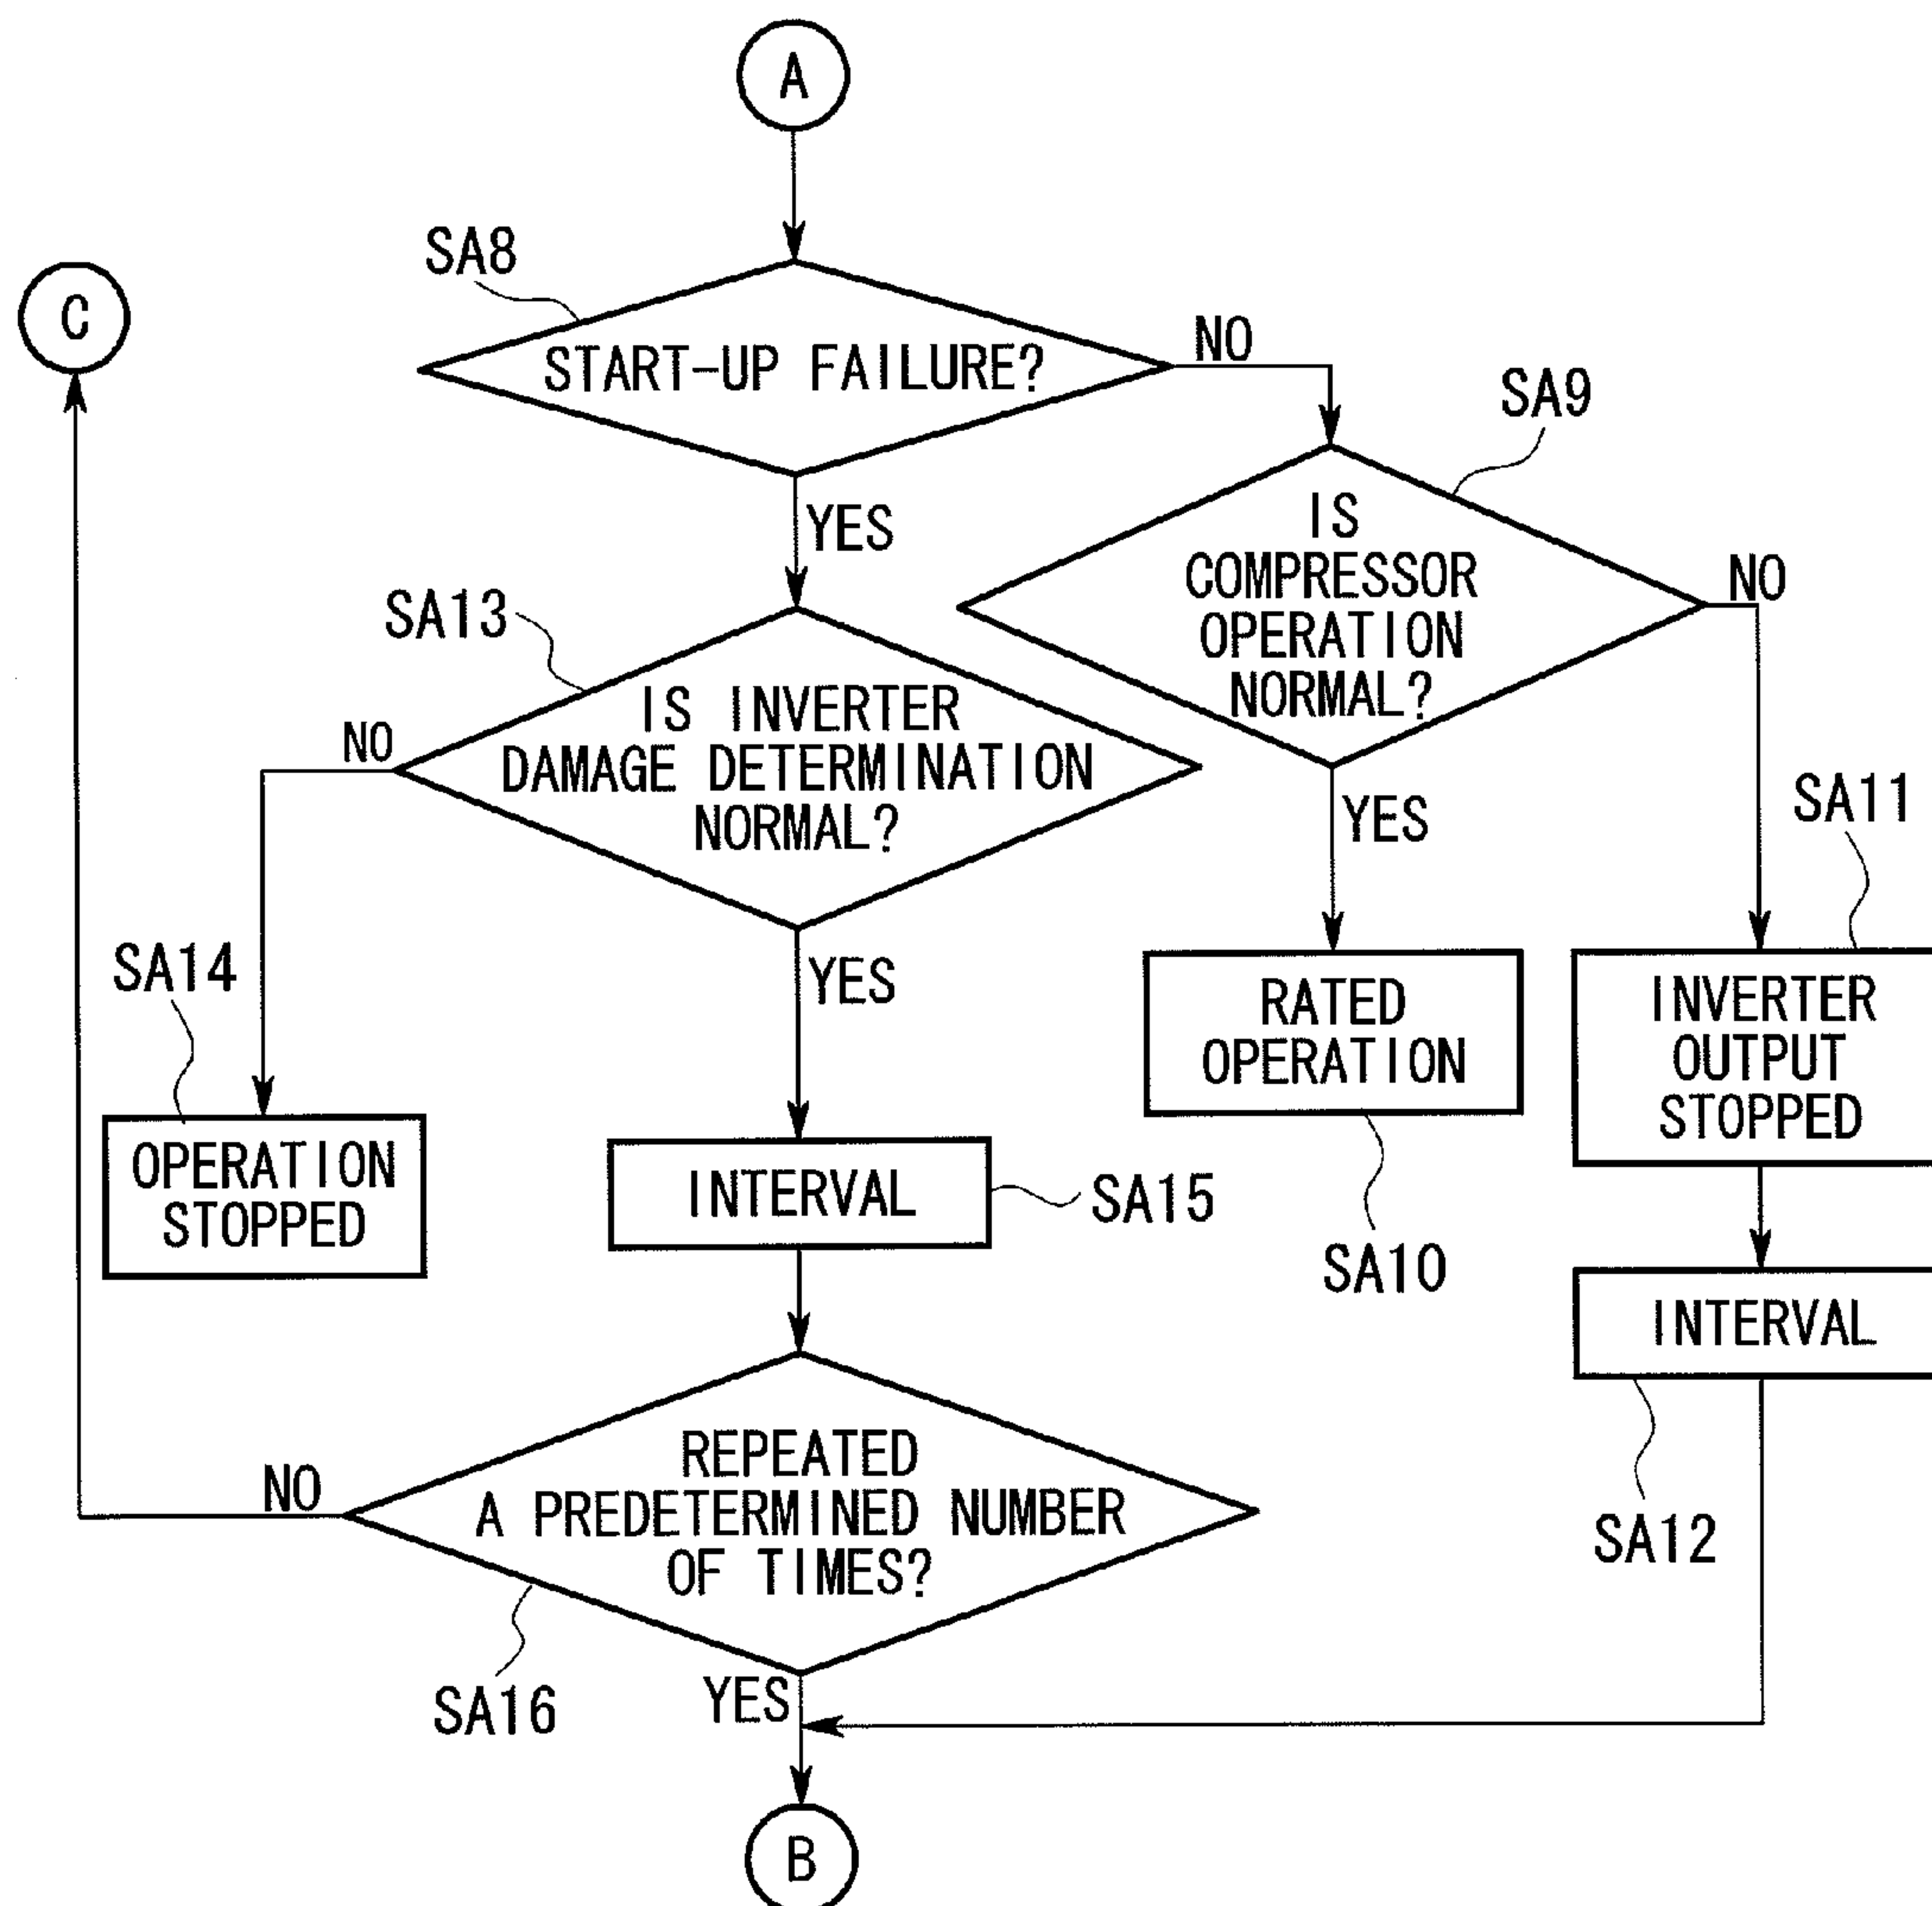 A
SA8
C
START-UP FAILURE?
NO
SA9
YES
IS
COMPRESSOR
OPERATION
NORMAL?
NO
SA13
IS INVERTER
DAMAGE DETERMINATION
NORMAL?
NO
YES
SA11
SA14
YES
RATED
OPERATION
INVERTER
OUTPUT
STOPPED
OPERATION
STOPPED
INTERVAL
SA15
SA10
INTERVAL
REPEATED
A PREDETERMINED NUMBER
OF TIMES?
NO
SA12
SA16
YES
B